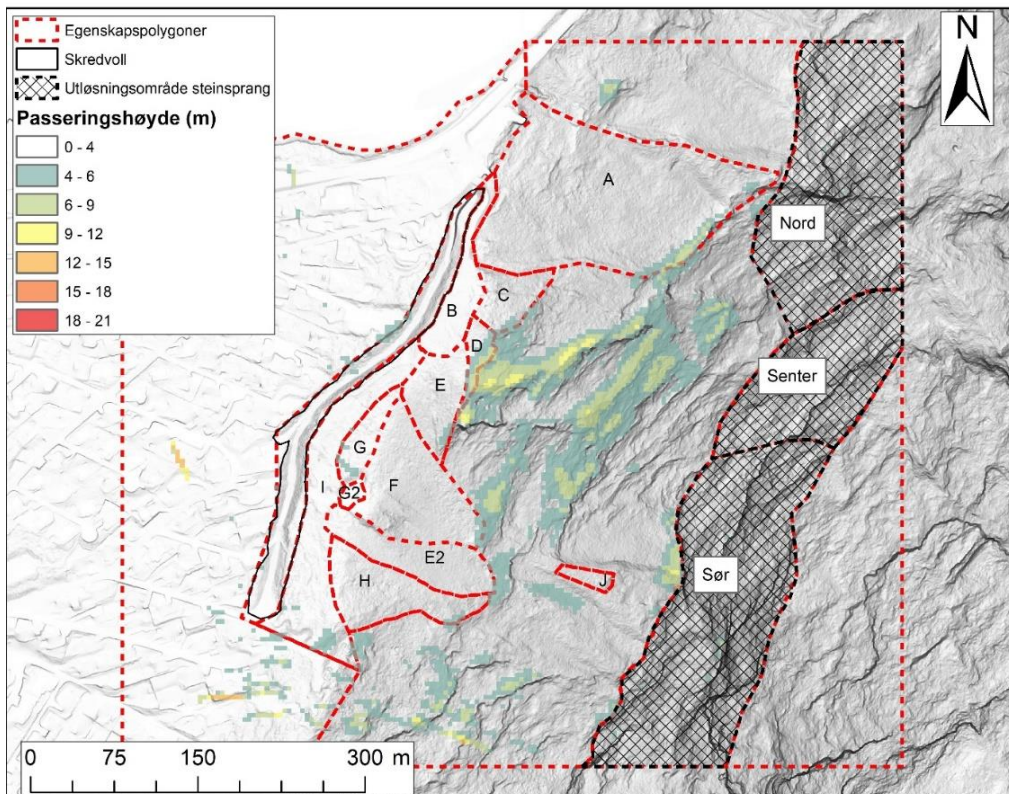 Egenskapspolygoner
Skredvoll
Utløsningsområde steinsprang
Passeringshøyde (m)
0 - 4
4 - 6
6 - 9
9 - 12
12 - 15
15 - 18
18 - 21
N
A
Nord
B
C
D
E
Senter
G
I
G2
F
E2
H
J
Sør
0 75 150 300 m